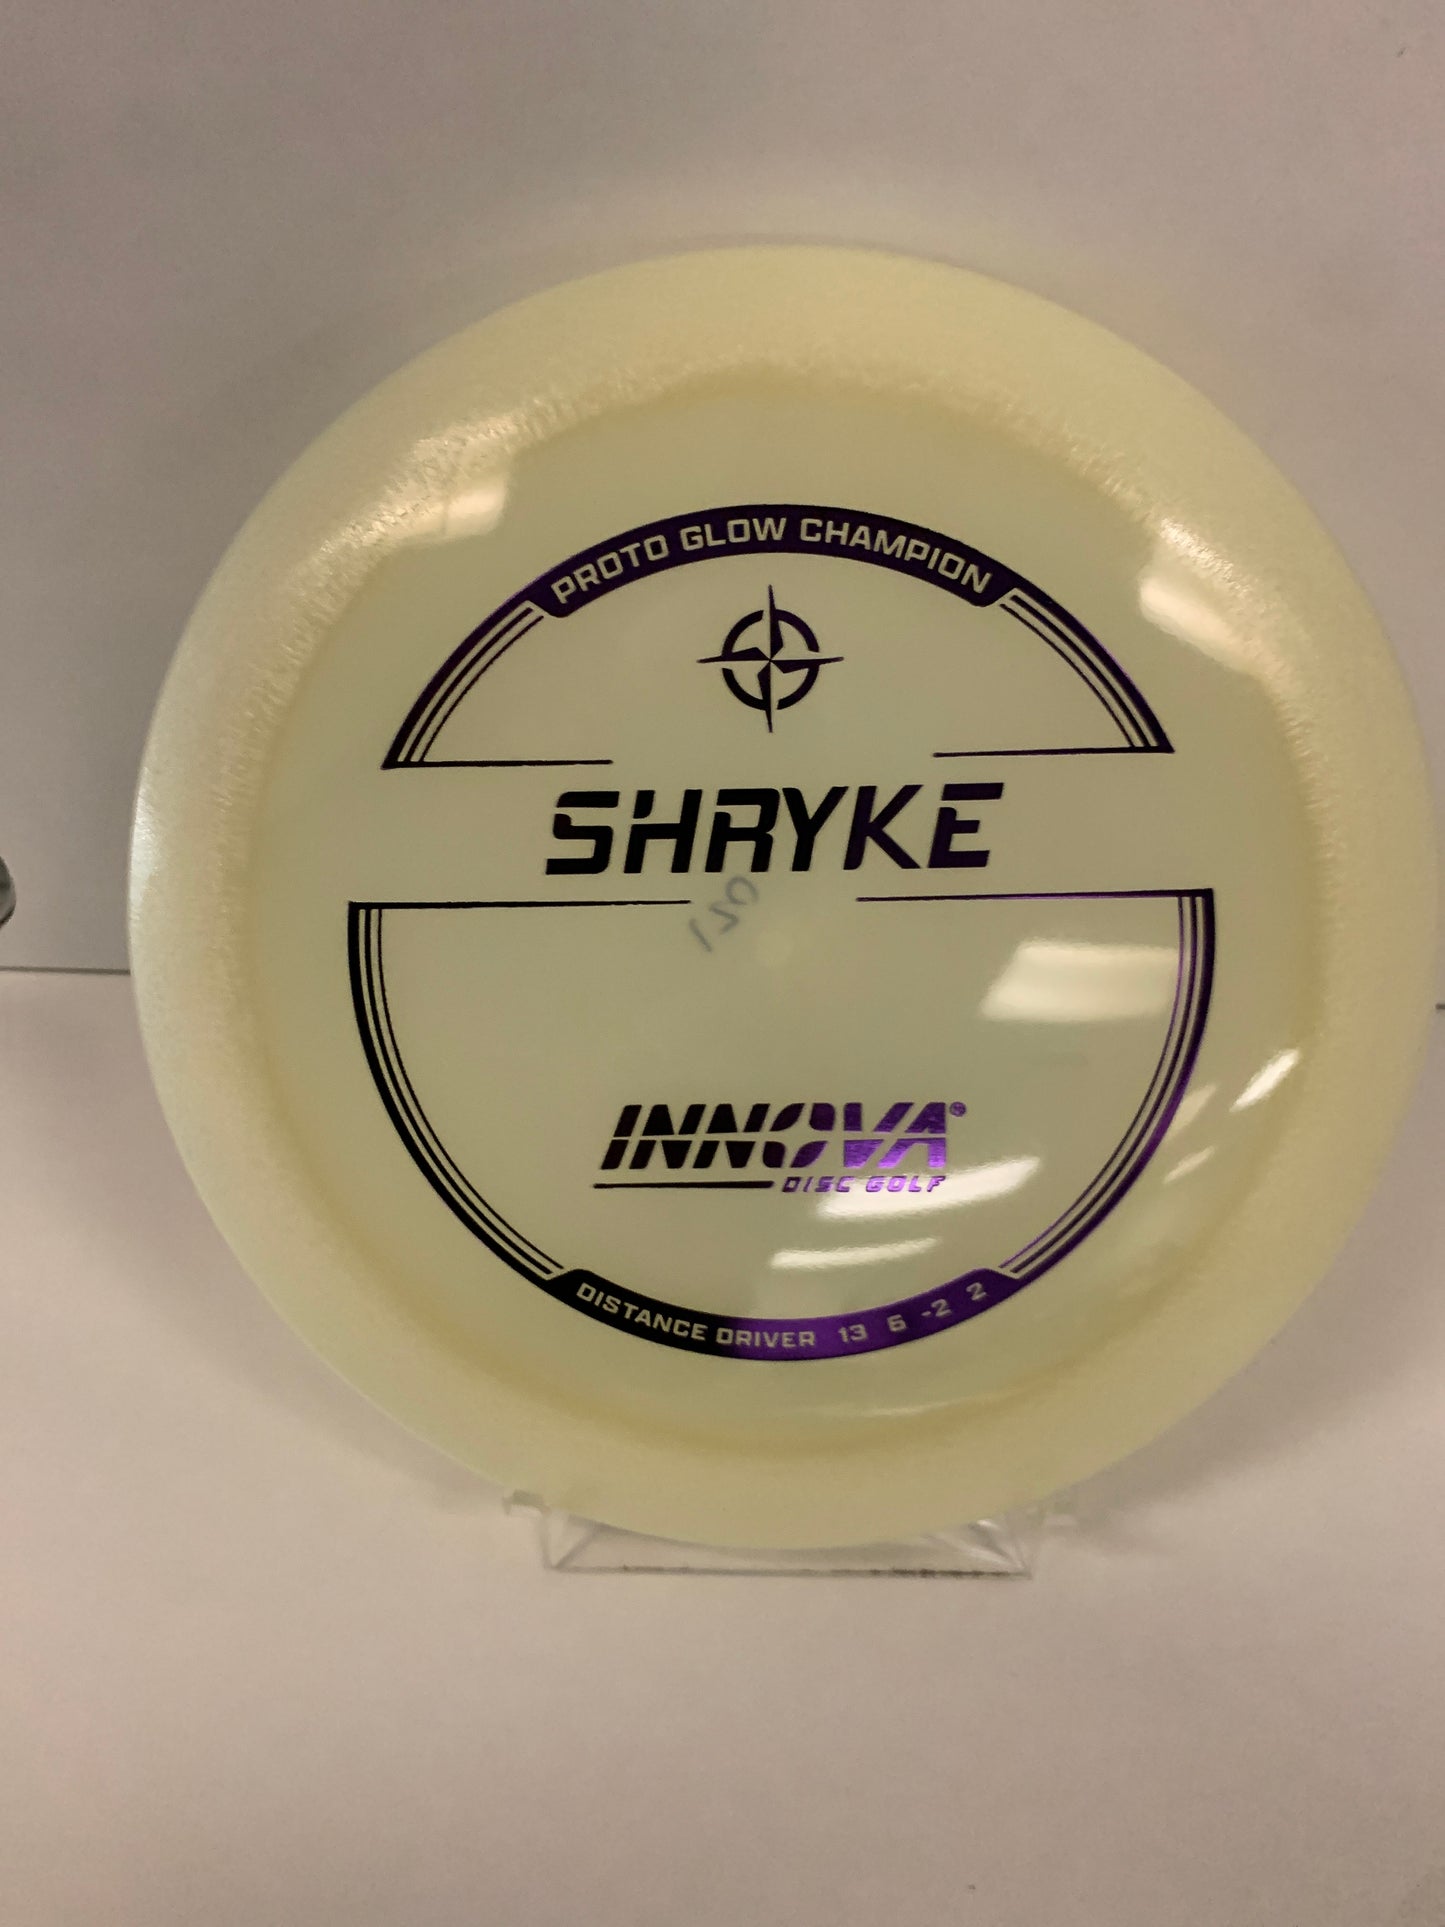 PROTO GLOW CHAMPION
SHRYKE
INNOVA®
DISC GOLF
DISTANCE DRIVER 13 6 -2 2